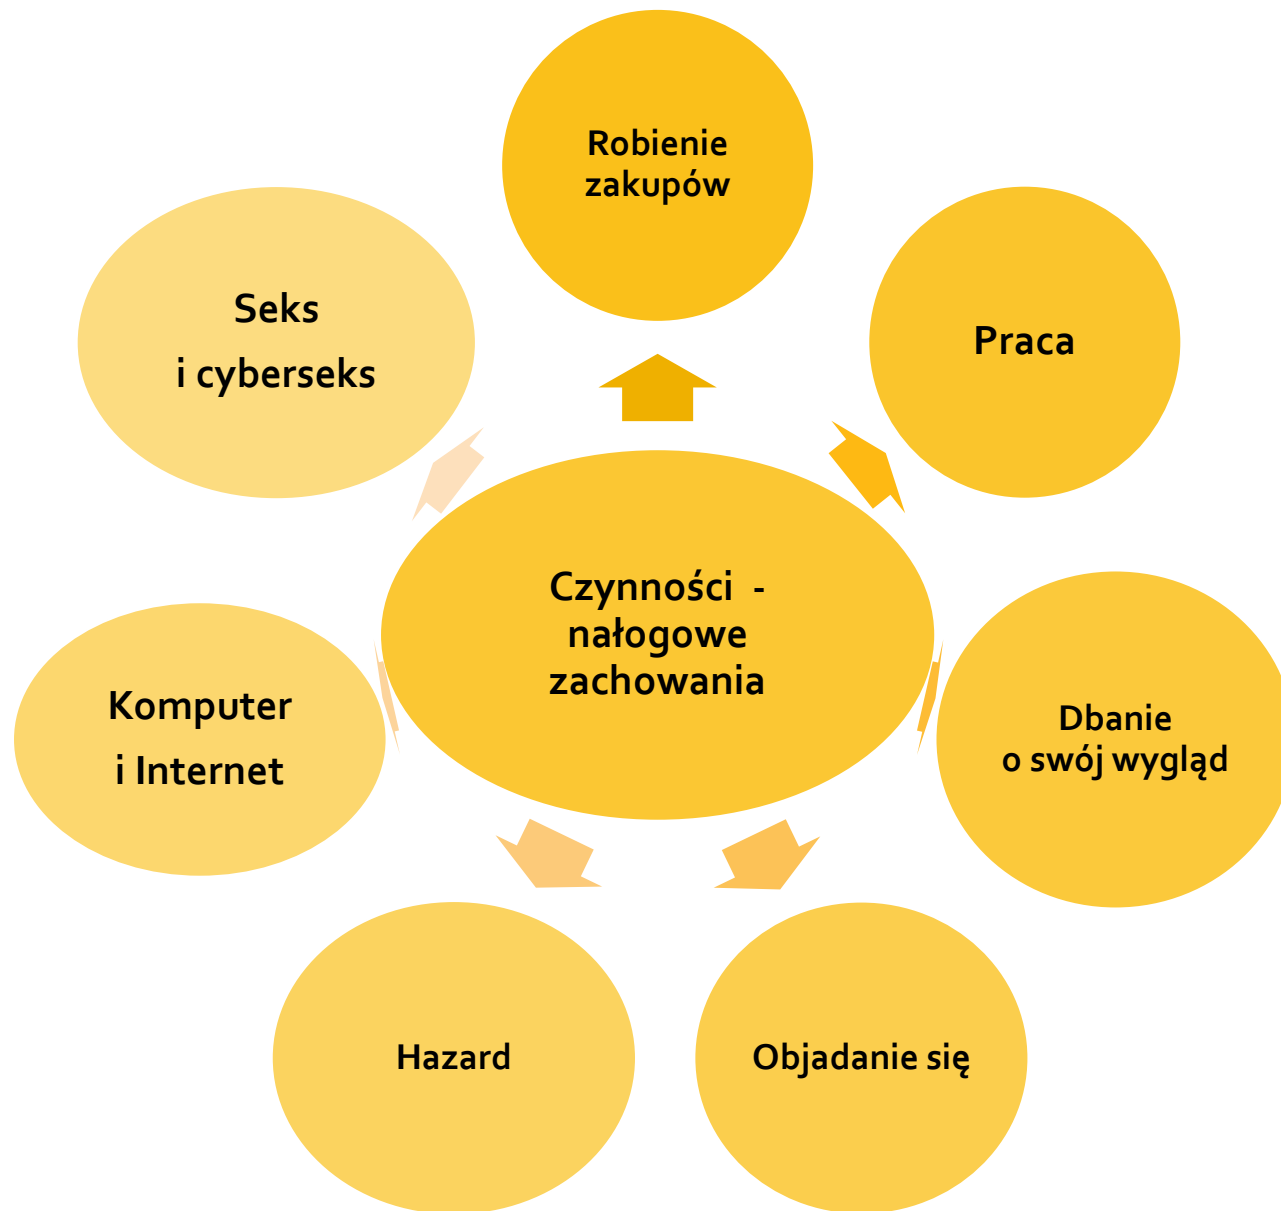 Robienie
zakupów
Praca
Dbanie
o swój wygląd
Objadanie się
Hazard
Komputer
i Internet
Seks
i cyberseks
Czynności  -
nałogowe
zachowania